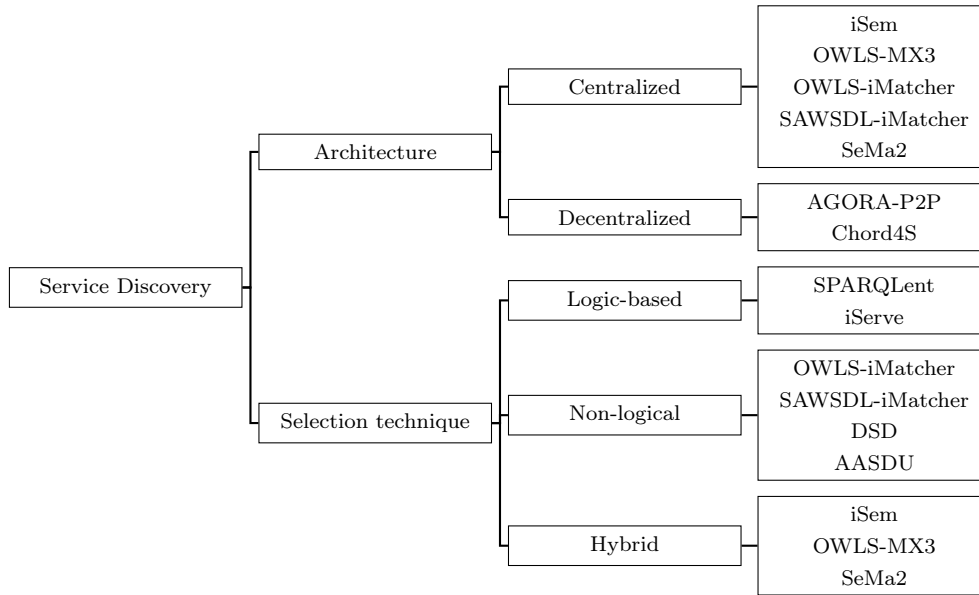 Service Discovery
Architecture
Centralized
iSem
OWLS-MX3
OWLS-iMatcher
SAWSDL-iMatcher
SeMa2
Decentralized
AGORA-P2P
Chord4S
Selection technique
Logic-based
SPARQLent
iServe
Non-logical
OWLS-iMatcher
SAWSDL-iMatcher
DSD
AASDU
Hybrid
iSem
OWLS-MX3
SeMa2